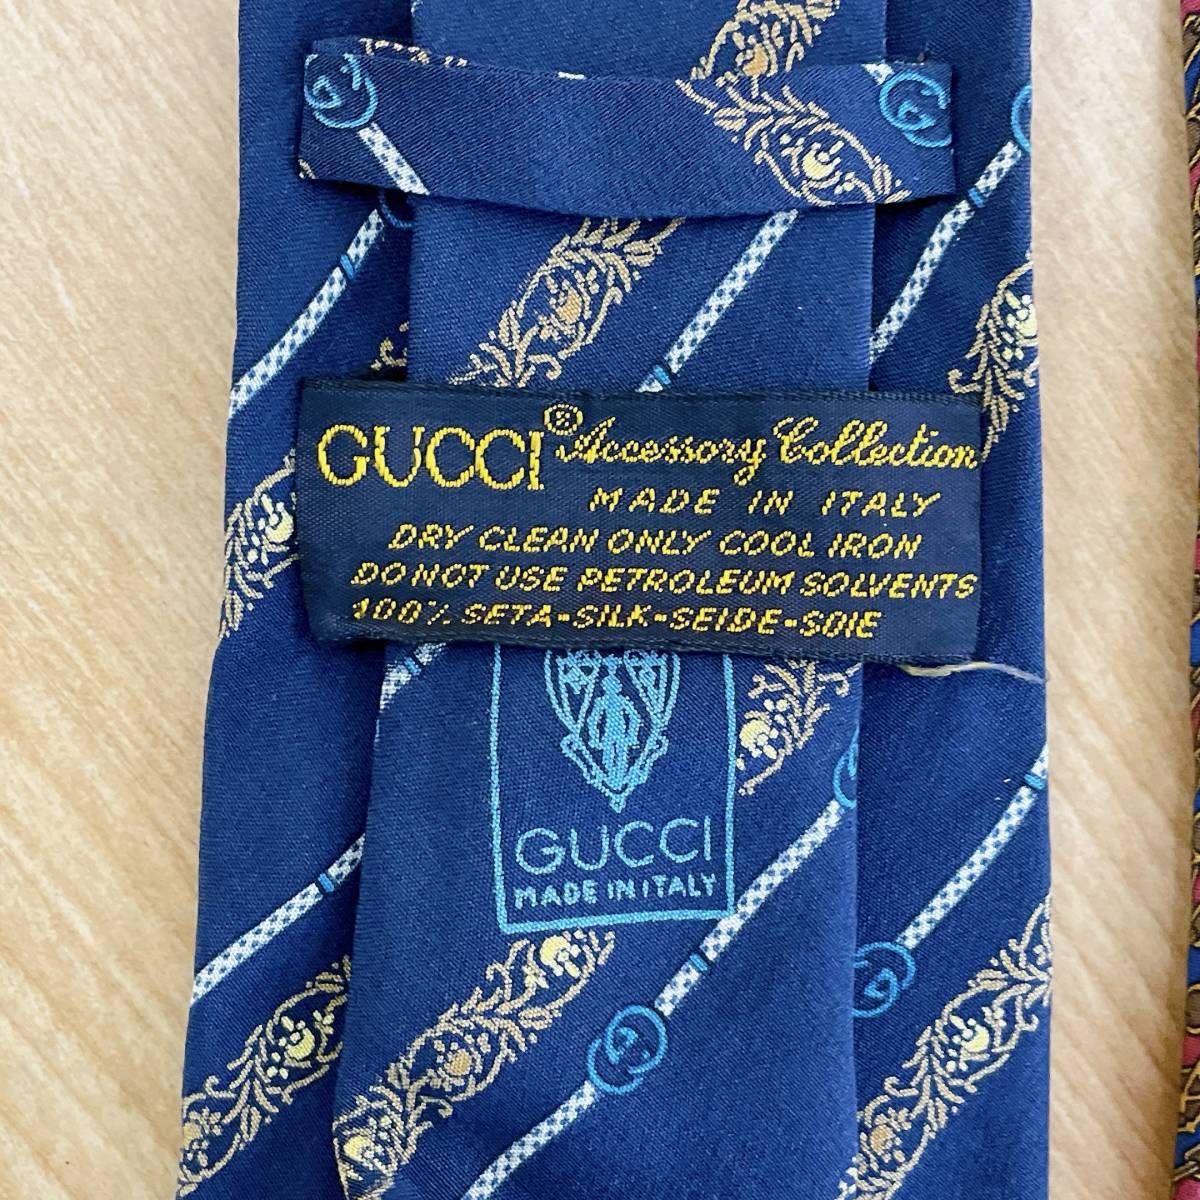 GUCCI® Accessory Collection
MADE IN ITALY
DRY CLEAN ONLY COOL IRON
DO NOT USE PETROLEUM SOLVENTS
100% SETA-SILK-SEIDE-SOIE
GUCCI
MADE IN ITALY